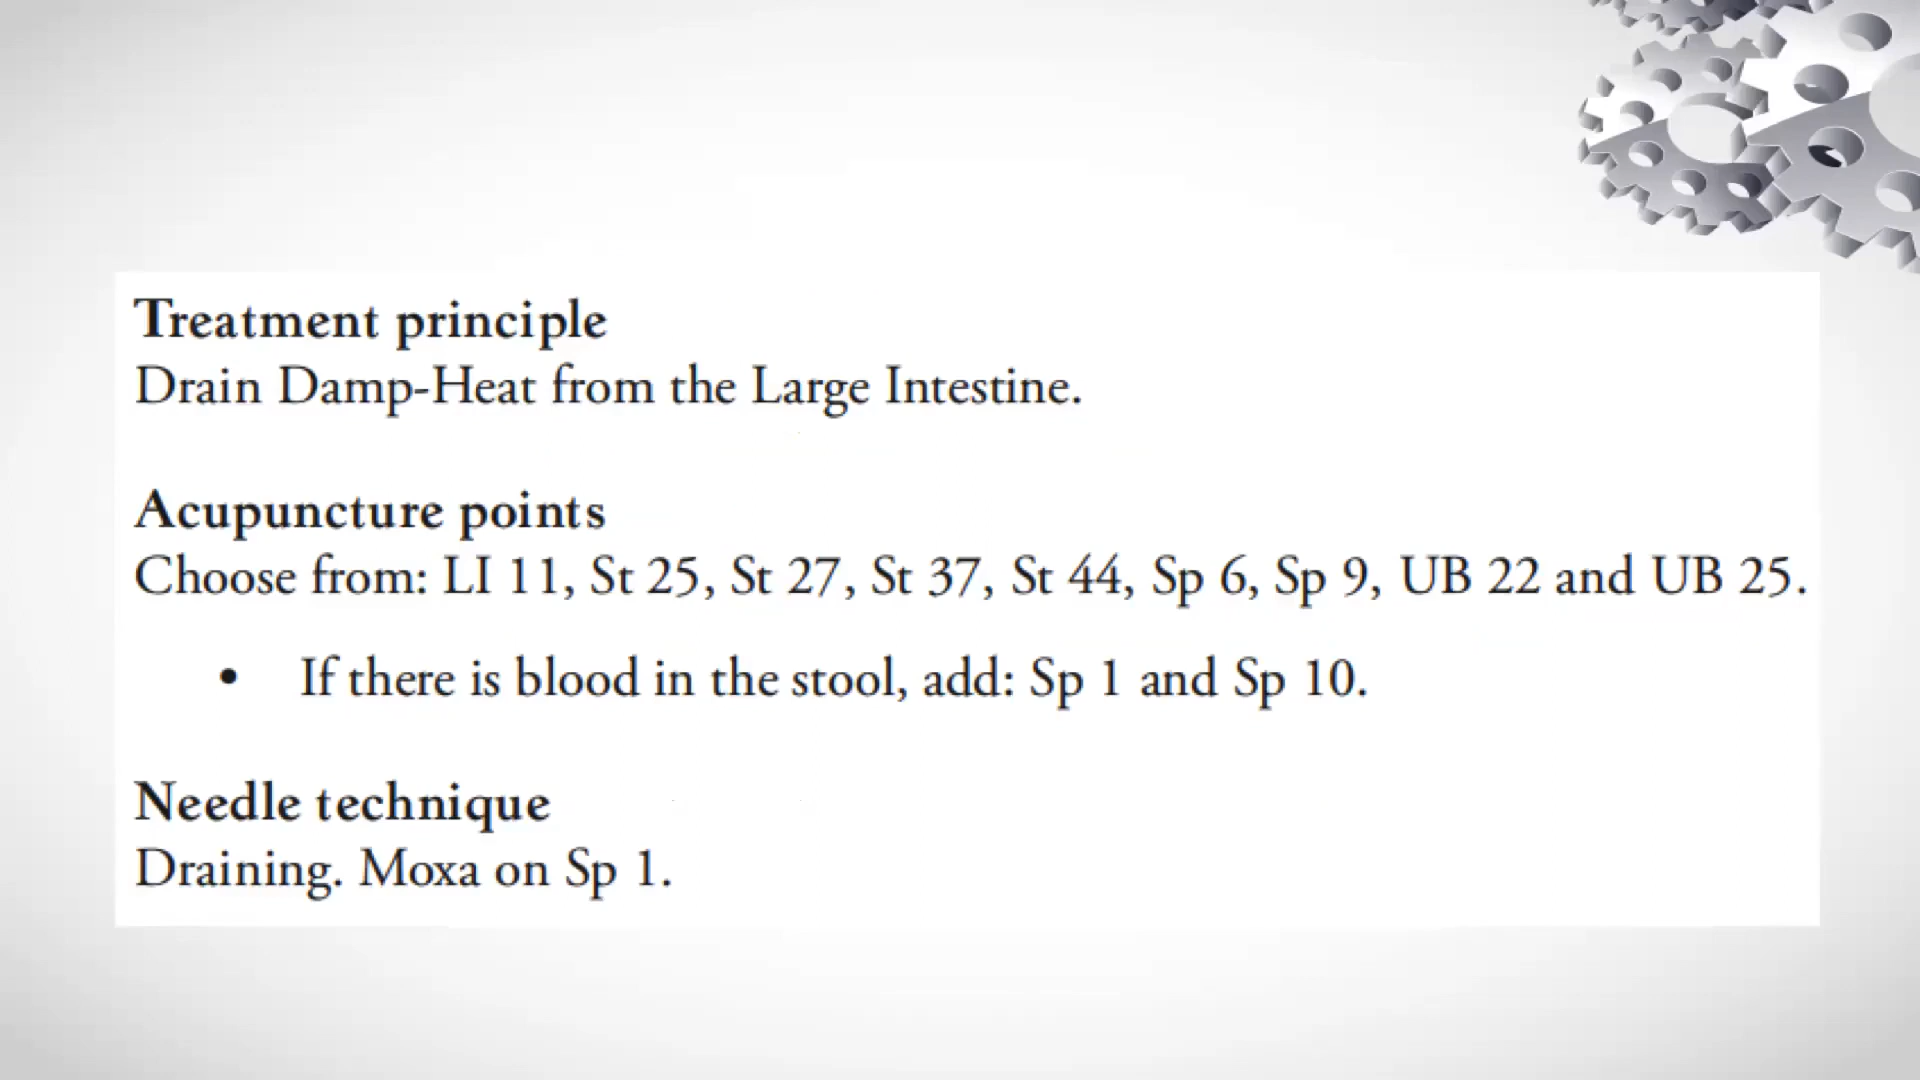 Treatment principle
Drain Damp-Heat from the Large Intestine.
Acupuncture points
Choose from: LI 11, St 25, St 27, St 37, St 44, Sp 6, Sp 9, UB 22 and UB 25.
• If there is blood in the stool, add: Sp 1 and Sp 10.
Needle technique
Draining. Moxa on Sp 1.